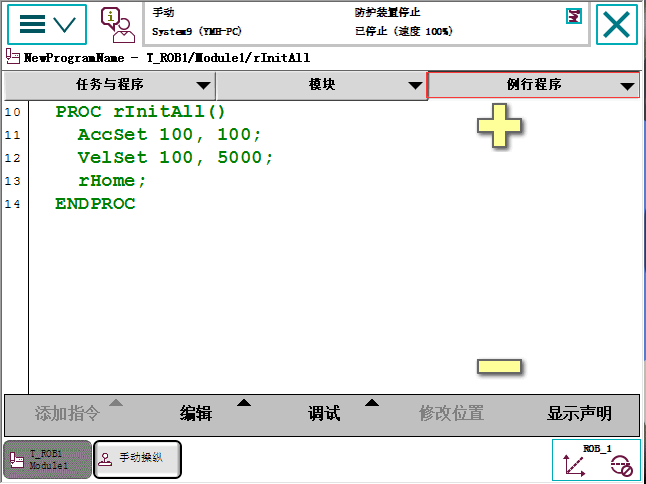 手动
防护装置停止
System9 (YMH-PC)
已停止 (速度 100%)
NewProgramName - T_ROB1/Module1/rInitAll
任务与程序
模块
例行程序
10 PROC rInitAll()
11 AccSet 100, 100;
12 VelSet 100, 5000;
13 rHome;
14 ENDPROC
添加指令
编辑
调试
修改位置
显示声明
T_ROB1
Module1
手动操纵
ROB_1